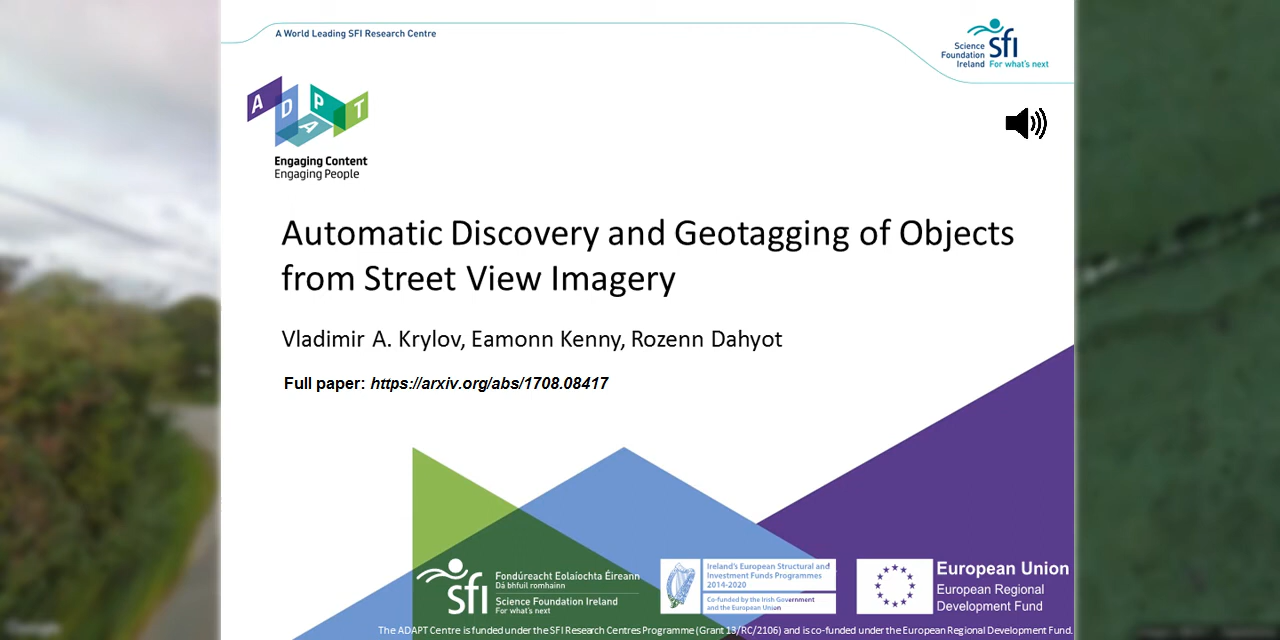 A World Leading SFI Research Centre
Science
Foundation
Ireland
sfi
For what's next
ADAPT
Engaging Content
Engaging People
Automatic Discovery and Geotagging of Objects
from Street View Imagery
Vladimir A. Krylov, Eamonn Kenny, Rozenn Dahyot
Full paper: https://arxiv.org/abs/1708.08417
sfi
Fondúireacht Eolaíochta Éireann
Dá bhfuil romhainn
Science Foundation Ireland
For what's next
Ireland's European Structural and
Investment Funds Programmes
2014-2020
Co-funded by the Irish Government
and the European Union
European Union
European Regional
Development Fund
The ADAPT Centre is funded under the SFI Research Centres Programme (Grant 13/RC/2106) and is co-funded under the European Regional Development Fund.